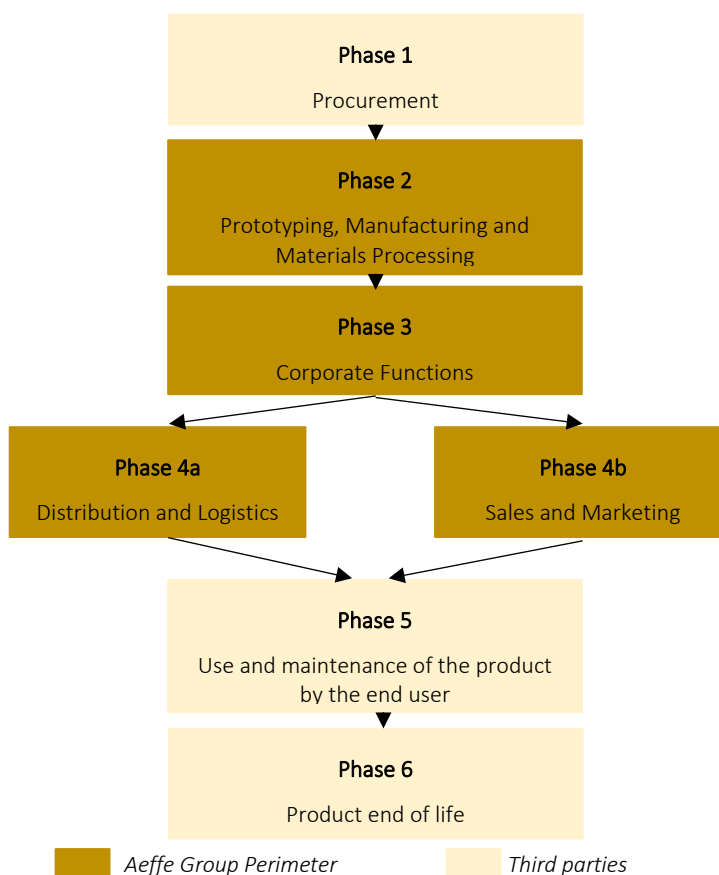 Phase 1
Procurement
Phase 2
Prototyping, Manufacturing and
Materials Processing
Phase 3
Corporate Functions
Phase 4a
Distribution and Logistics
Phase 4b
Sales and Marketing
Phase 5
Use and maintenance of the product
by the end user
Phase 6
Product end of life
Aeffe Group Perimeter
Third parties